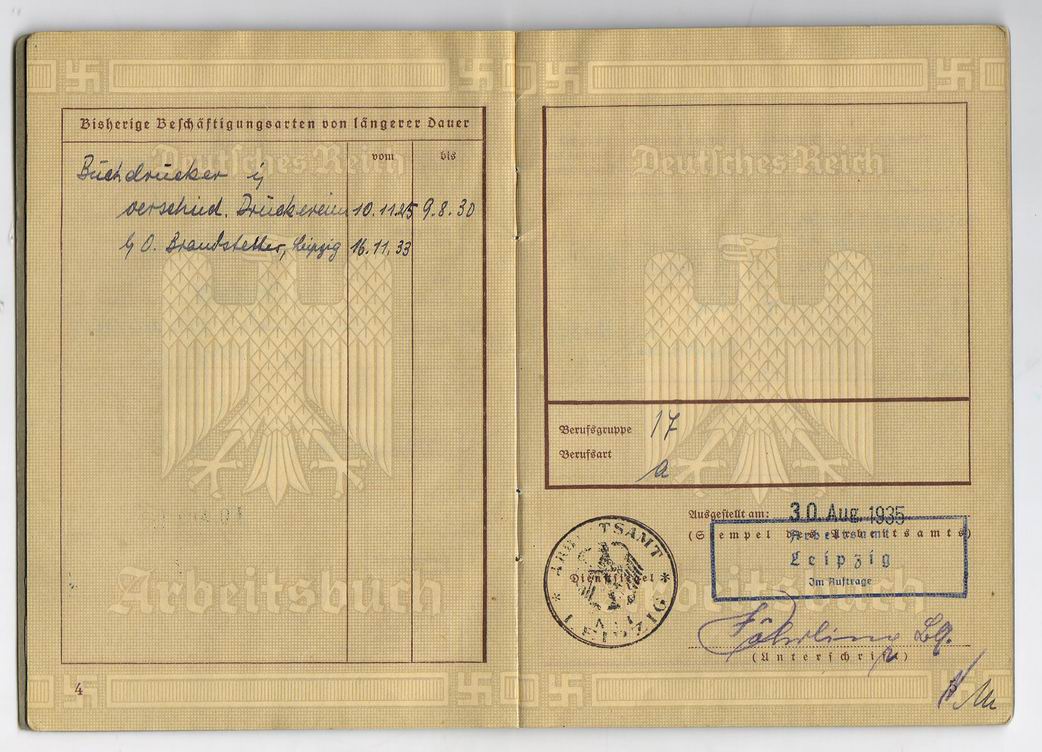 Bisherige Beschäftigungsarten von längerer Dauer
vom bis
Deutsches Reich
Buchdrucker i/
verschied. Druckereien 10.11.25 9.8.30
O. Brandstetter, Leipzig 16.11.33
Arbeitsbuch
4
Deutsches Reich
Berufsgruppe 17
Berufsart a
Ausgestellt am: 30. Aug. 1935
(Stempel des Arbeitsamts)
Arbeitsamt
Leipzig
Im Auftrage
ARBEITSAMT
Dienstsiegel
LEIPZIG
Arbeitsbuch
(Unterschrift)